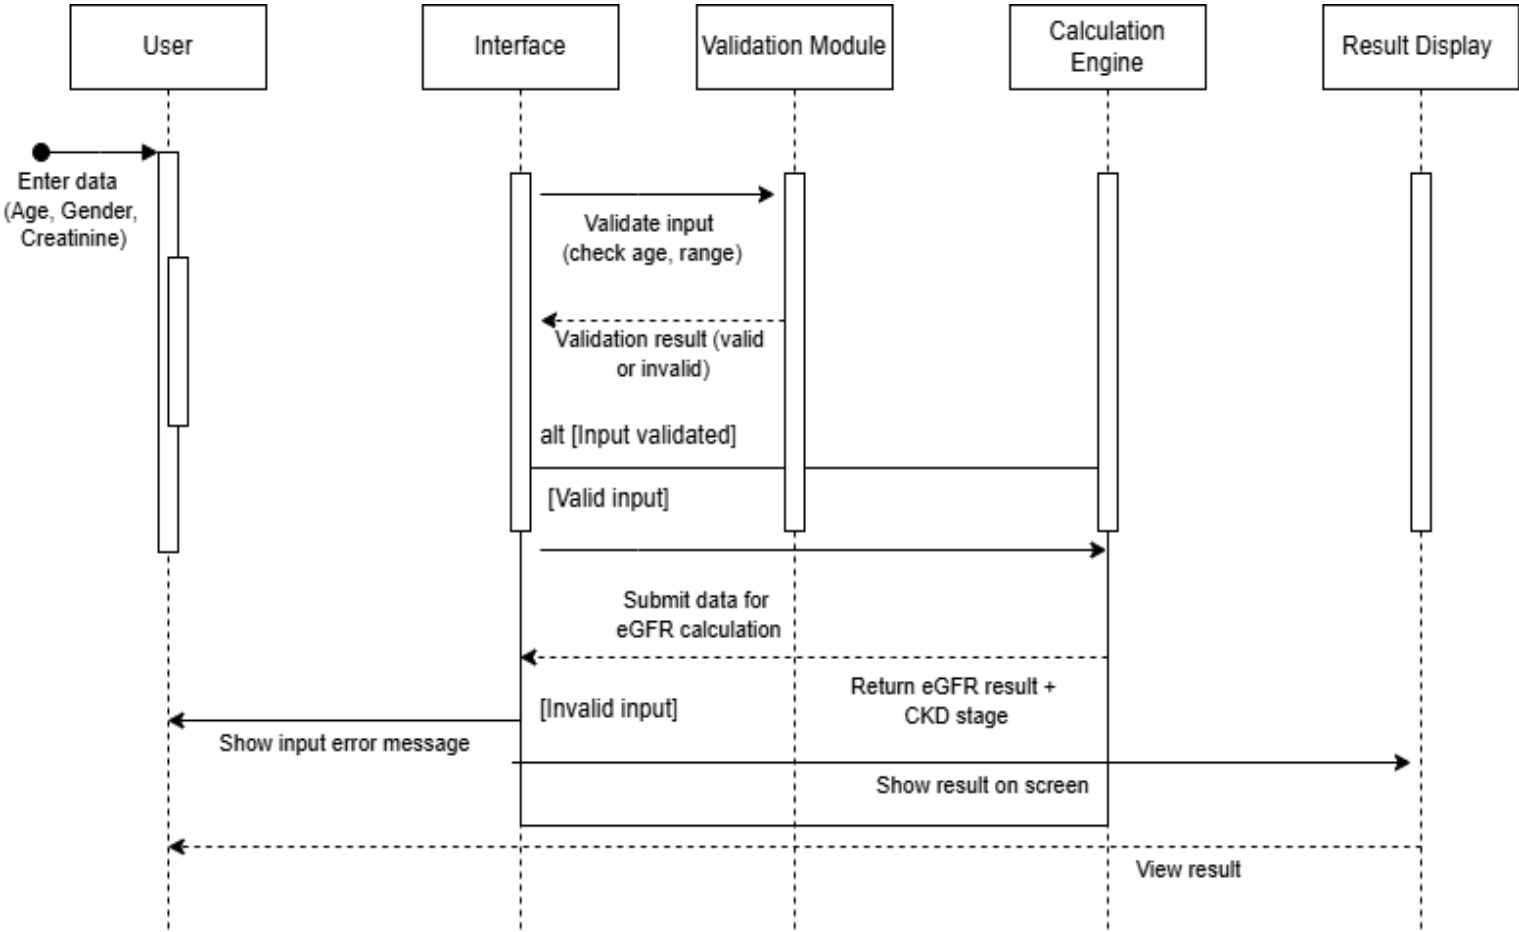 User
Interface
Validation Module
Calculation
Engine
Result Display
Enter data
(Age, Gender,
Creatinine)
Validate input
(check age, range)
Validation result (valid
or invalid)
alt [Input validated]
[Valid input]
Submit data for
eGFR calculation
Return eGFR result +
CKD stage
[Invalid input]
Show input error message
Show result on screen
View result